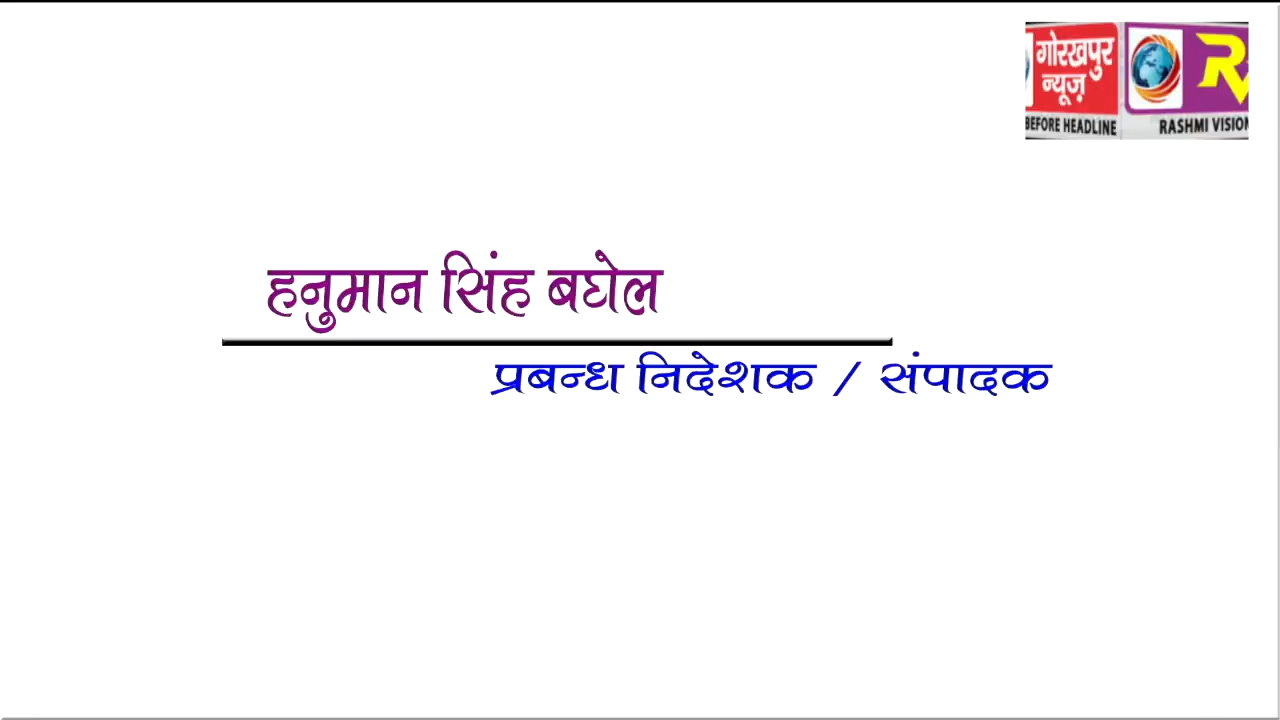 गोरखपुर
न्यूज़
BEFORE HEADLINE
RASHMI VISION
हनुमान सिंह बघेल
प्रबन्ध निदेशक / संपादक